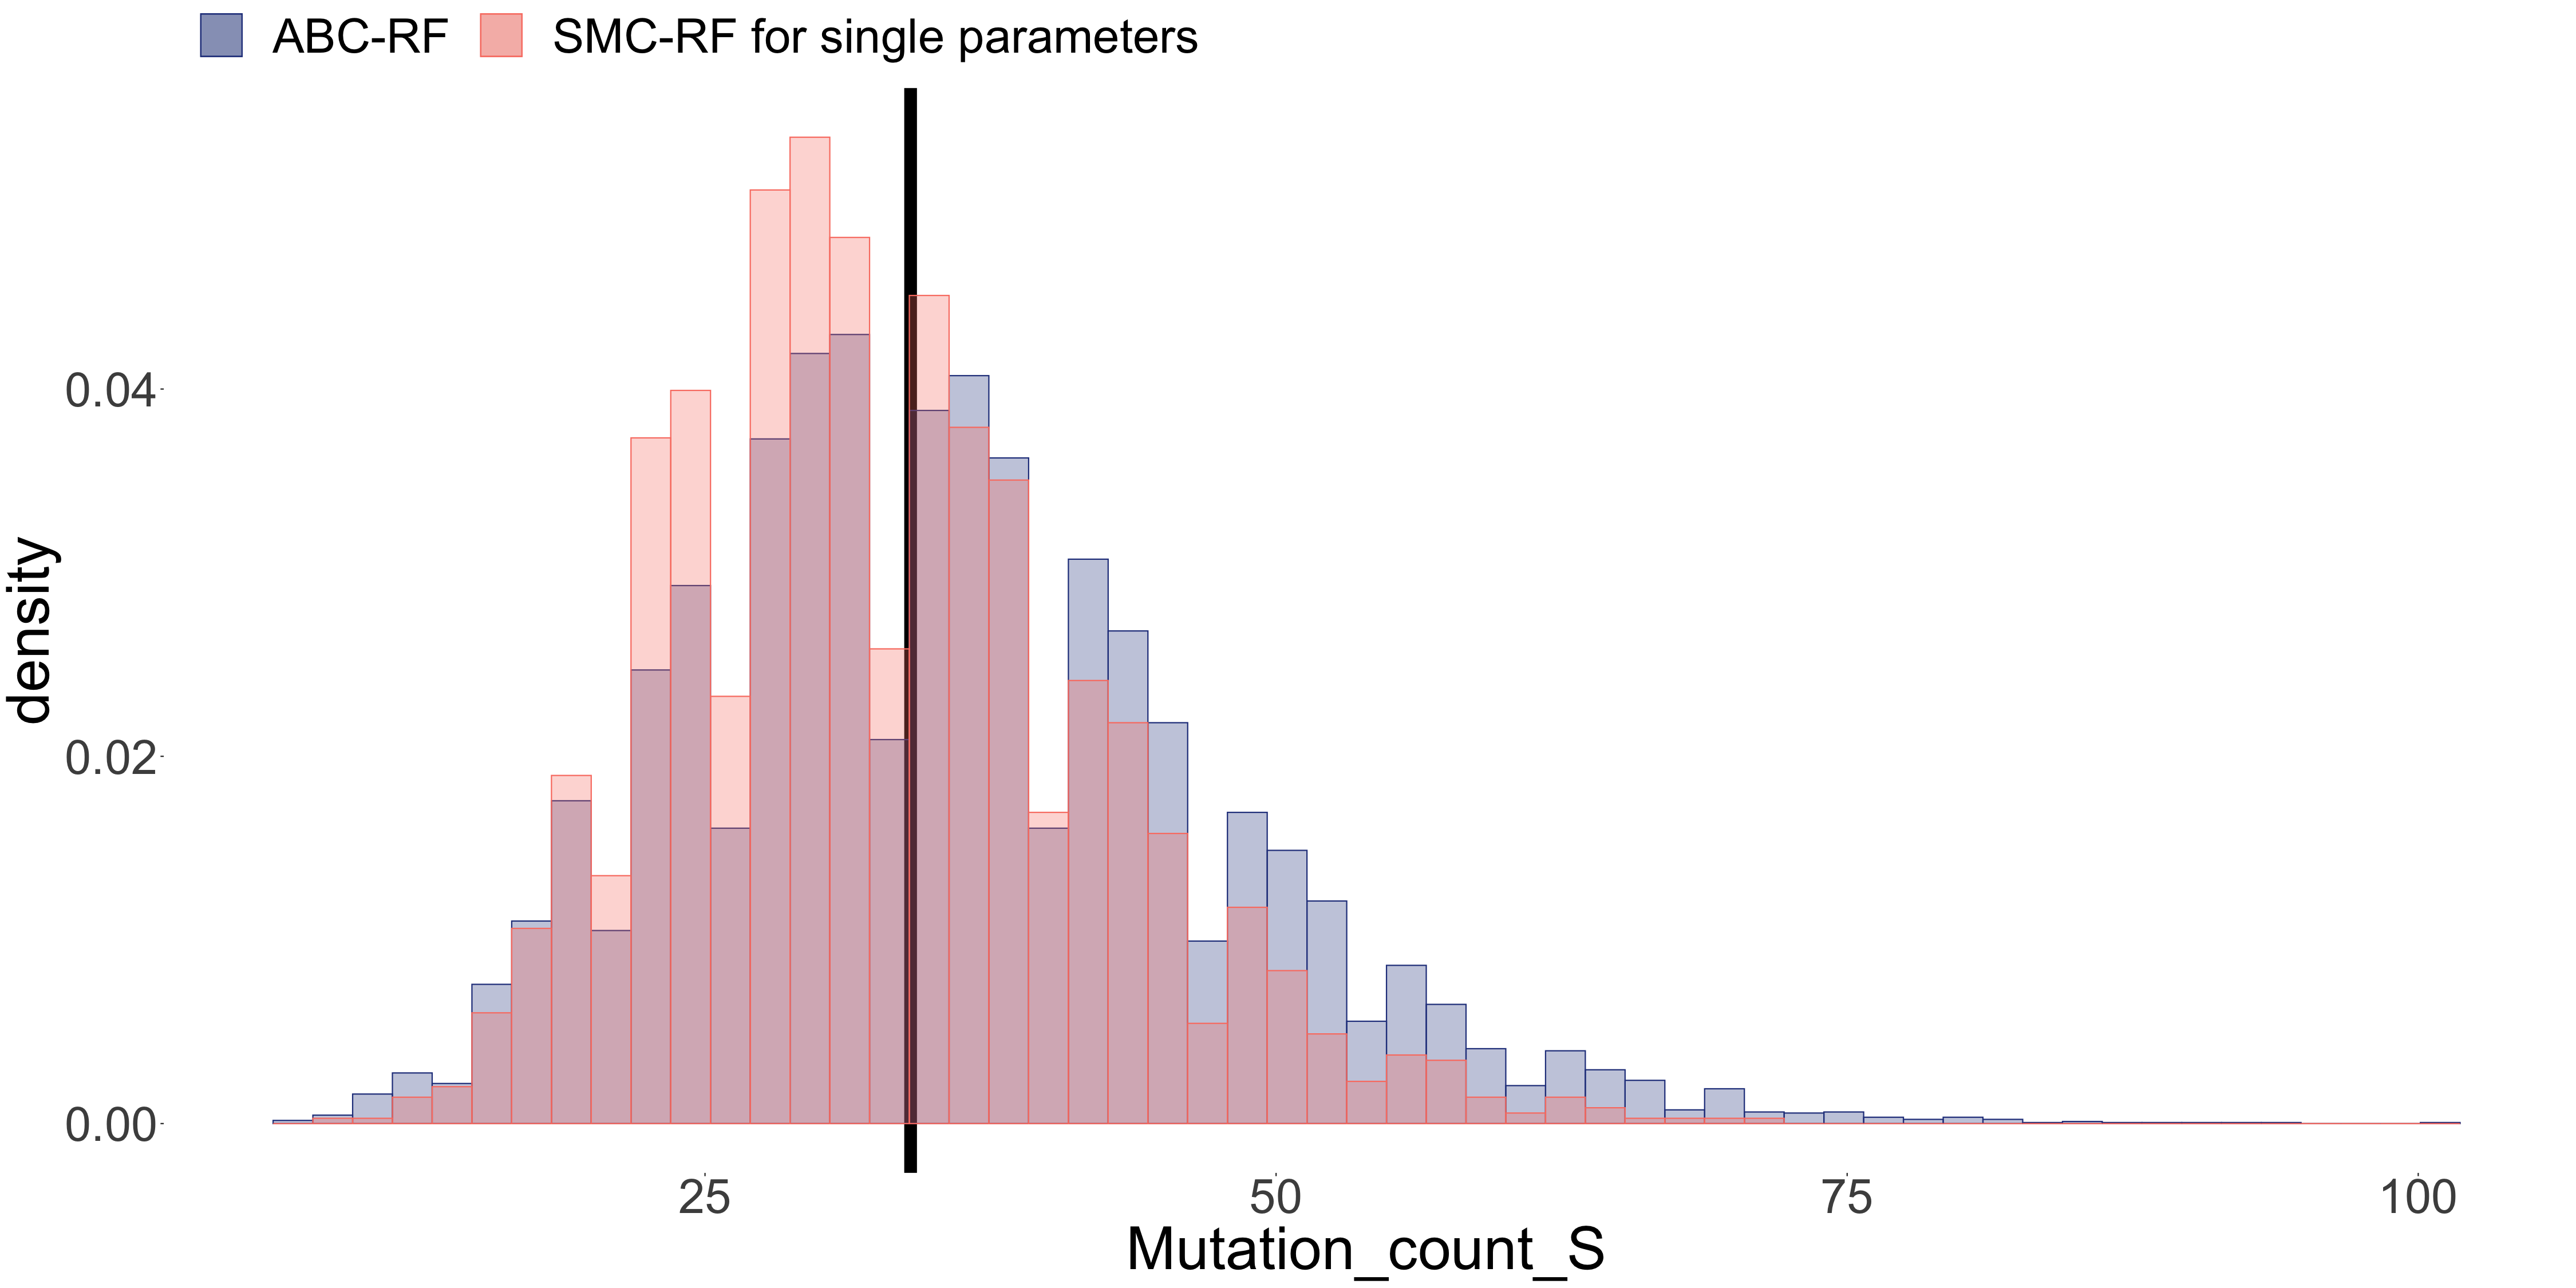 ABC-RF SMC-RF for single parameters
density
0.04
0.02
0.00
25 50 75 100
Mutation_count_S